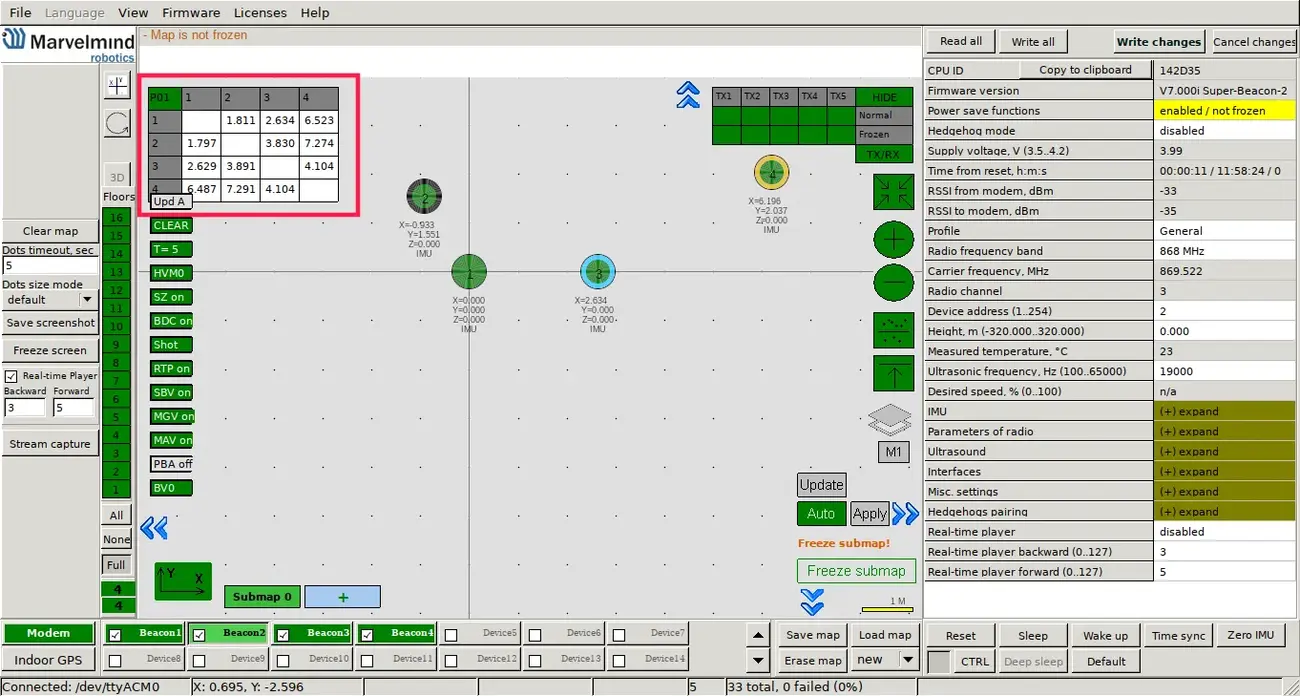 File Language View Firmware Licenses Help
Marvelmind
robotics
- Map is not frozen
Read all Write all Write changes Cancel changes
P01 1 2 3 4
1 1.811 2.634 6.523
2 1.797 3.830 7.274
3 2.629 3.891 4.104
4 6.487 7.291 4.104
Upd A
CLEAR
T= 5
HVM0
SZ on
BDC on
Shot
RTP on
SBV on
MGV on
MAV on
PBA off
BV0
X Y
3D
Floors
16
15
14
13
12
11
10
9
8
7
6
5
4
3
2
1
All
None
Full
4
4
Clear map
Dots timeout, sec
5
Dots size mode
default
Save screenshot
Freeze screen
Real-time Player
Backward Forward
3 5
Stream capture
TX1 TX2 TX3 TX4 TX5 HIDE
Normal
Frozen
TX/RX
2
X=-0.933
Y=1.551
Z=0.000
IMU
4
X=6.196
Y=2.037
Z=0.000
IMU
1
X=0.000
Y=0.000
Z=0.000
IMU
3
X=2.634
Y=0.000
Z=0.000
IMU
M1
Update
Auto Apply
Freeze submap!
Freeze submap
1 M
Y X
Submap 0 +
CPU ID Copy to clipboard 142D35
Firmware version V7.000i Super-Beacon-2
Power save functions enabled / not frozen
Hedgehog mode disabled
Supply voltage, V (3.5..4.2) 3.99
Time from reset, h:m:s 00:00:11 / 11:58:24 / 0
RSSI from modem, dBm -33
RSSI to modem, dBm -35
Profile General
Radio frequency band 868 MHz
Carrier frequency, MHz 869.522
Radio channel 3
Device address (1..254) 2
Height, m (-320.000..320.000) 0.000
Measured temperature, °C 23
Ultrasonic frequency, Hz (100..65000) 19000
Desired speed, % (0..100) n/a
IMU (+) expand
Parameters of radio (+) expand
Ultrasound (+) expand
Interfaces (+) expand
Misc. settings (+) expand
Hedgehogs pairing (+) expand
Real-time player disabled
Real-time player backward (0..127) 3
Real-time player forward (0..127) 5
Modem Beacon1 Beacon2 Beacon3 Beacon4 Device5 Device6 Device7
Indoor GPS Device8 Device9 Device10 Device11 Device12 Device13 Device14
Save map Load map
Erase map new
Reset Sleep Wake up Time sync Zero IMU
CTRL Deep sleep Default
Connected: /dev/ttyACM0 X: 0.695, Y: -2.596 5 33 total, 0 failed (0%)